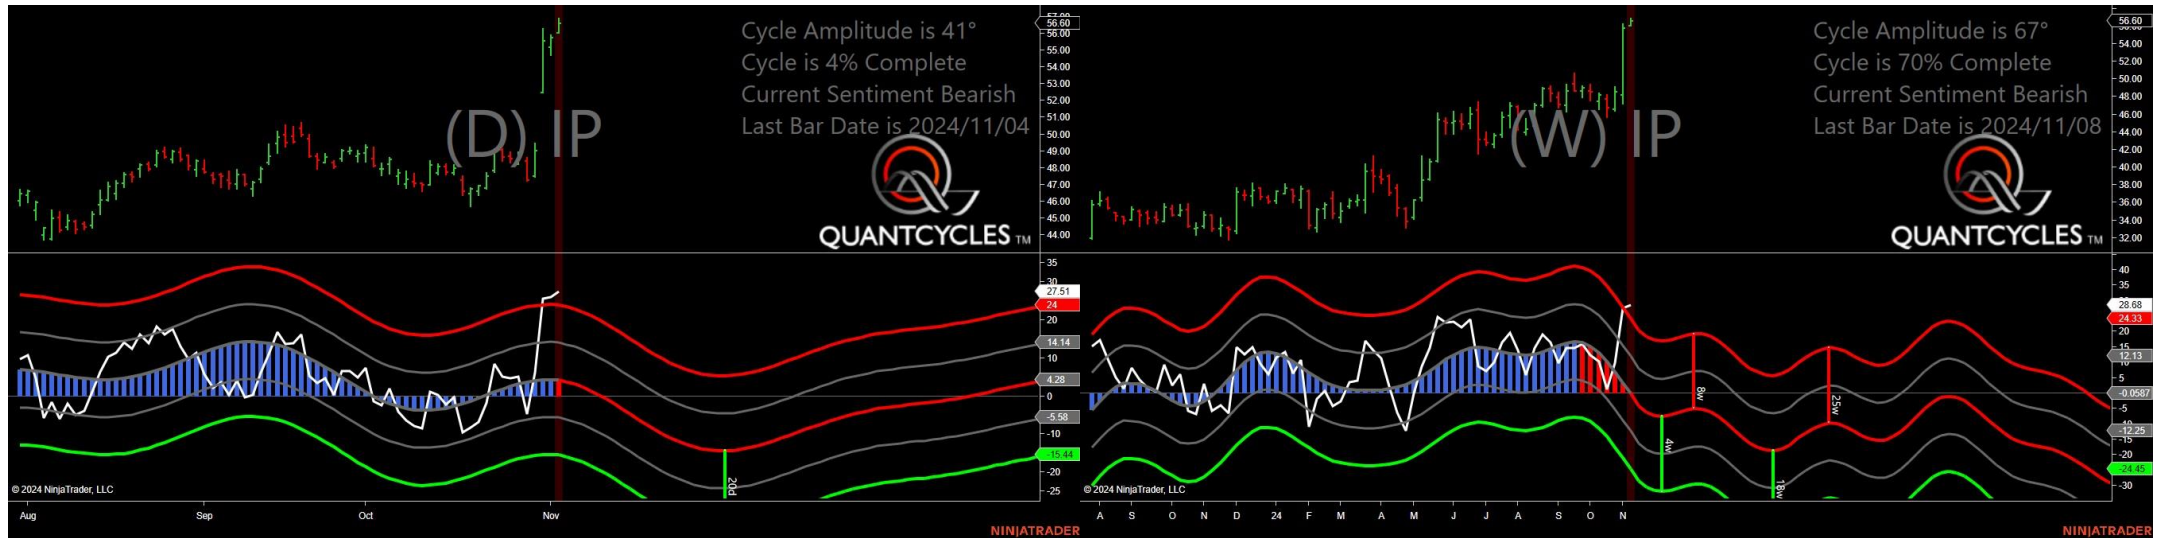 Cycle Amplitude is 41°
Cycle is 4% Complete
Current Sentiment Bearish
Last Bar Date is 2024/11/04
(D) IP
QUANTCYCLES TM
57.00
56.60
56.00
55.00
54.00
53.00
52.00
51.00
50.00
49.00
48.00
47.00
46.00
45.00
44.00
35
30
27.51
24
20
14.14
10
4.28
0
-5.58
-10
-15.44
-20
-25
20d
© 2024 NinjaTrader, LLC
Aug Sep Oct Nov
NINJATRADER
Cycle Amplitude is 67°
Cycle is 70% Complete
Current Sentiment Bearish
Last Bar Date is 2024/11/08
(W) IP
QUANTCYCLES TM
56.60
54.00
52.00
50.00
48.00
46.00
44.00
42.00
40.00
38.00
36.00
34.00
32.00
40
35
28.68
24.33
20
15
12.13
5
-0.0587
-5
-12.25
-15
-20
-24.45
-30
8w
25w
4w
18w
© 2024 NinjaTrader, LLC
A S O N D 24 F M A M J J A S O N
NINJATRADER